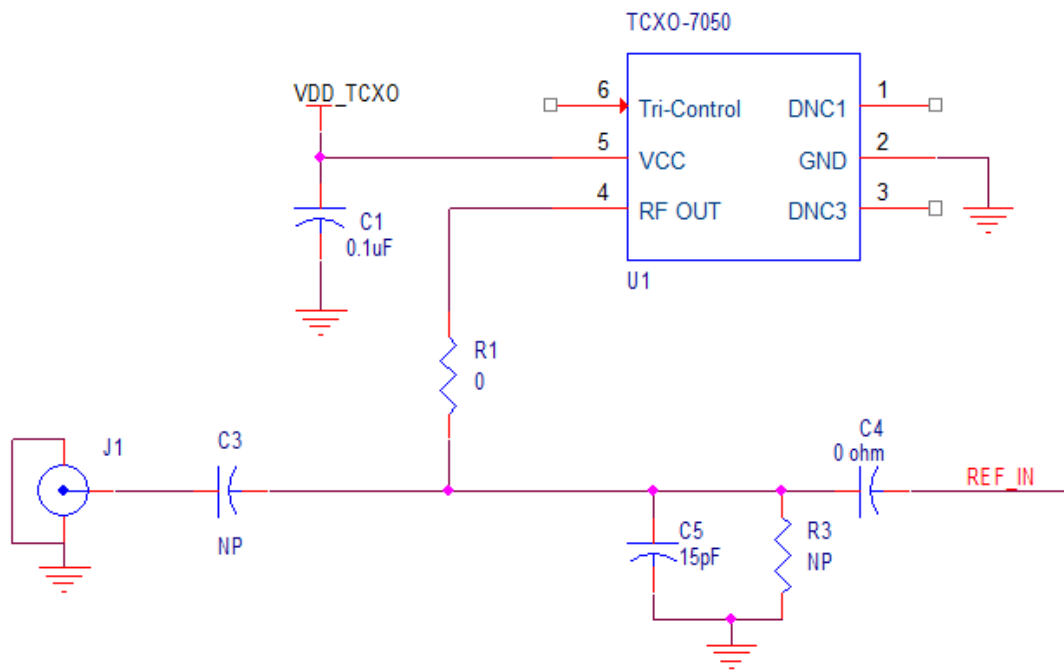 TCXO-7050
VDD_TCXO
6
Tri-Control
DNC1
1
5
VCC
GND
2
4
RF OUT
DNC3
3
C1
0.1uF
U1
R1
0
J1
C3
NP
C4
0 ohm
REF_IN
C5
15pF
R3
NP